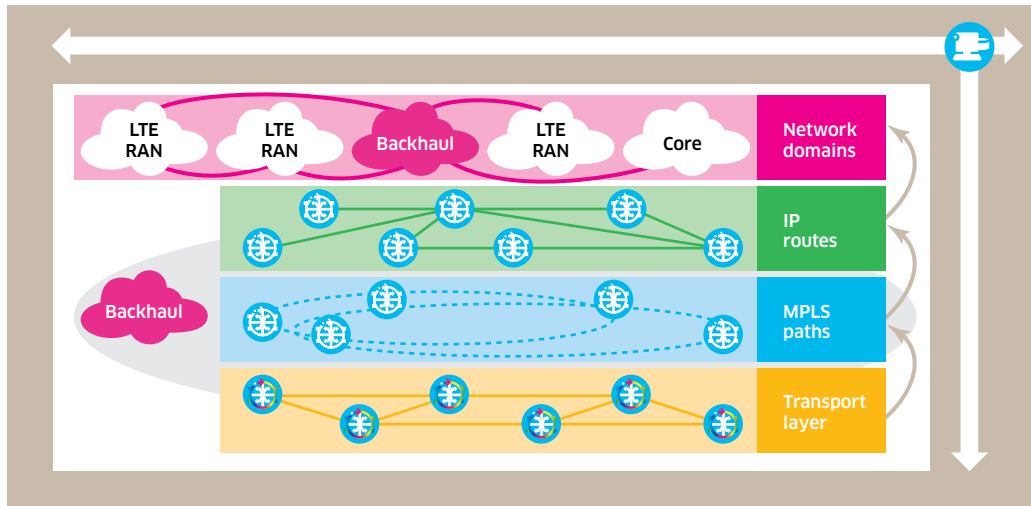 LTE
RAN
LTE
RAN
Backhaul
LTE
RAN
Core
Network
domains
IP
routes
Backhaul
MPLS
paths
Transport
layer